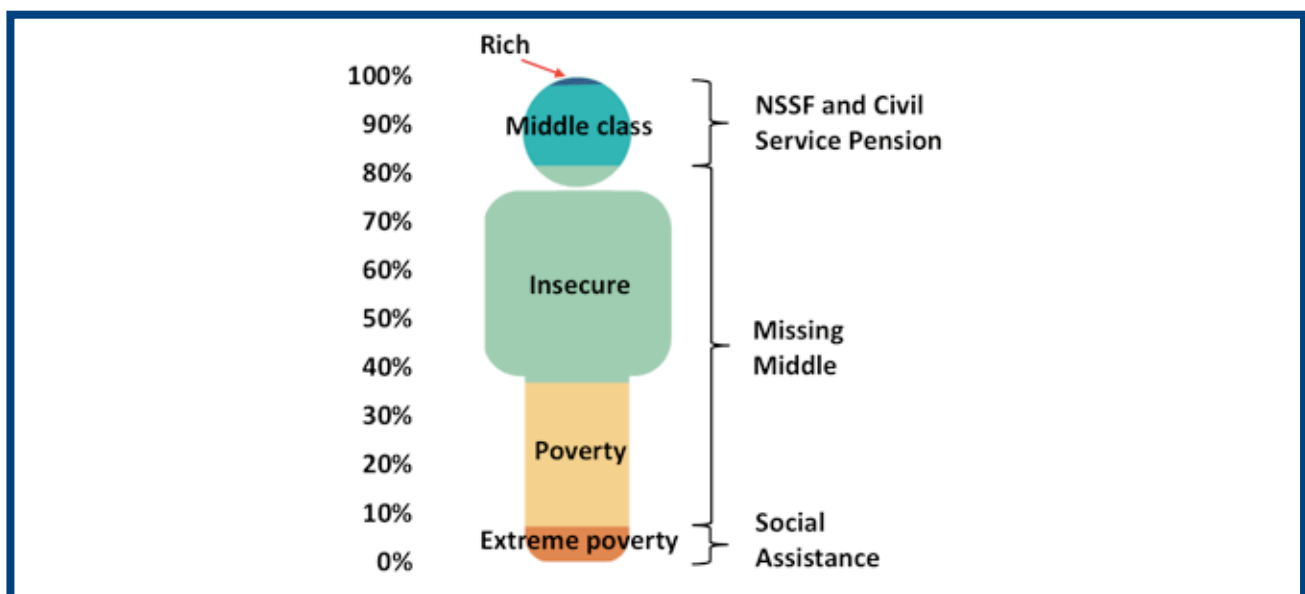 Rich
100%
90%
80%
70%
60%
50%
40%
30%
20%
10%
0%
Middle class
Insecure
Poverty
Extreme poverty
NSSF and Civil
Service Pension
Missing
Middle
Social
Assistance